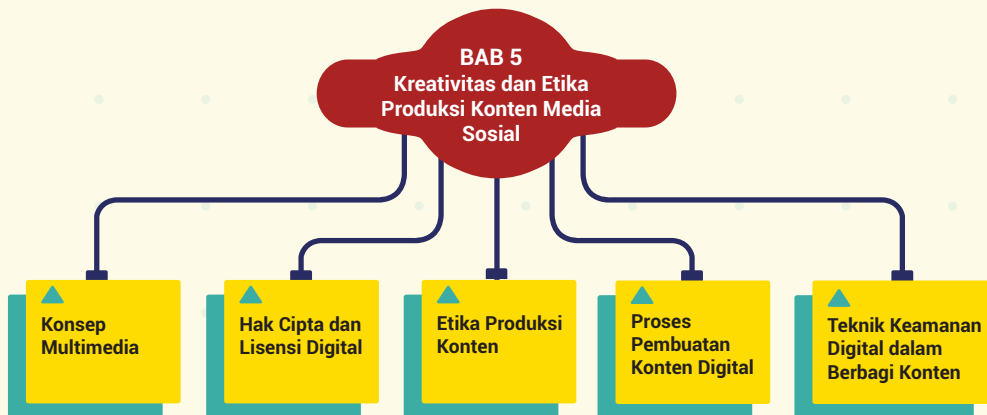 BAB 5
Kreativitas dan Etika
Produksi Konten Media
Sosial
Konsep
Multimedia
Hak Cipta dan
Lisensi Digital
Etika Produksi
Konten
Proses
Pembuatan
Konten Digital
Teknik Keamanan
Digital dalam
Berbagi Konten